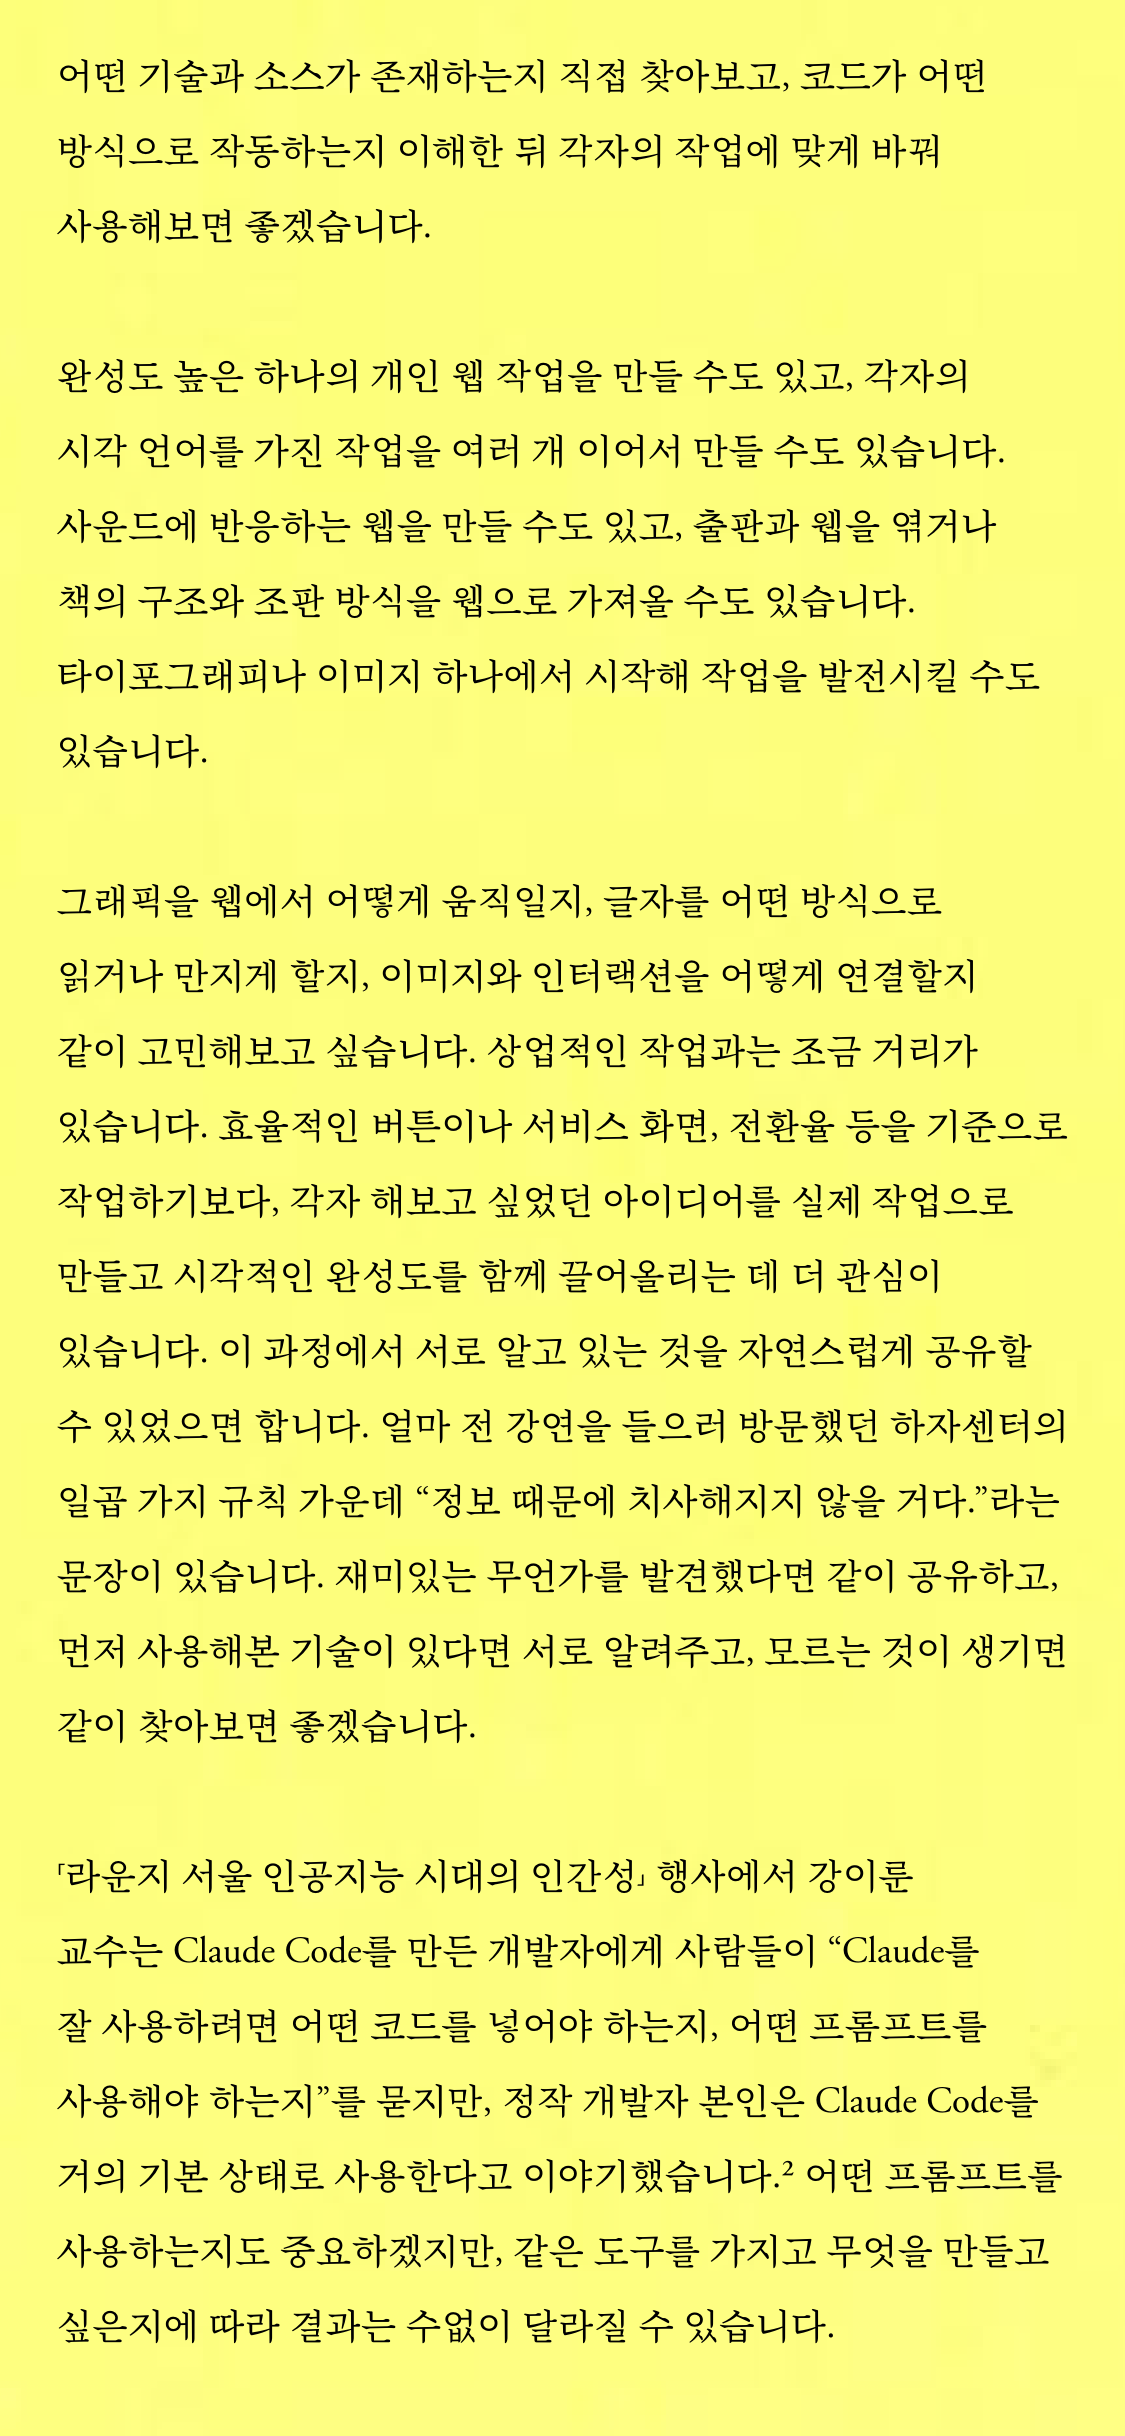 어떤 기술과 소스가 존재하는지 직접 찾아보고, 코드가 어떤
방식으로 작동하는지 이해한 뒤 각자의 작업에 맞게 바꿔
사용해보면 좋겠습니다.
완성도 높은 하나의 개인 웹 작업을 만들 수도 있고, 각자의
시각 언어를 가진 작업을 여러 개 이어서 만들 수도 있습니다.
사운드에 반응하는 웹을 만들 수도 있고, 출판과 웹을 엮거나
책의 구조와 조판 방식을 웹으로 가져올 수도 있습니다.
타이포그래피나 이미지 하나에서 시작해 작업을 발전시킬 수도
있습니다.
그래픽을 웹에서 어떻게 움직일지, 글자를 어떤 방식으로
읽거나 만지게 할지, 이미지와 인터랙션을 어떻게 연결할지
같이 고민해보고 싶습니다. 상업적인 작업과는 조금 거리가
있습니다. 효율적인 버튼이나 서비스 화면, 전환율 등을 기준으로
작업하기보다, 각자 해보고 싶었던 아이디어를 실제 작업으로
만들고 시각적인 완성도를 함께 끌어올리는 데 더 관심이
있습니다. 이 과정에서 서로 알고 있는 것을 자연스럽게 공유할
수 있었으면 합니다. 얼마 전 강연을 들으러 방문했던 하자센터의
일곱 가지 규칙 가운데 “정보 때문에 치사해지지 않을 거다.”라는
문장이 있습니다. 재미있는 무언가를 발견했다면 같이 공유하고,
먼저 사용해본 기술이 있다면 서로 알려주고, 모르는 것이 생기면
같이 찾아보면 좋겠습니다.
「라운지 서울 인공지능 시대의 인간성」 행사에서 강이룬
교수는 Claude Code를 만든 개발자에게 사람들이 “Claude를
잘 사용하려면 어떤 코드를 넣어야 하는지, 어떤 프롬프트를
사용해야 하는지”를 묻지만, 정작 개발자 본인은 Claude Code를
거의 기본 상태로 사용한다고 이야기했습니다.² 어떤 프롬프트를
사용하는지도 중요하겠지만, 같은 도구를 가지고 무엇을 만들고
싶은지에 따라 결과는 수없이 달라질 수 있습니다.